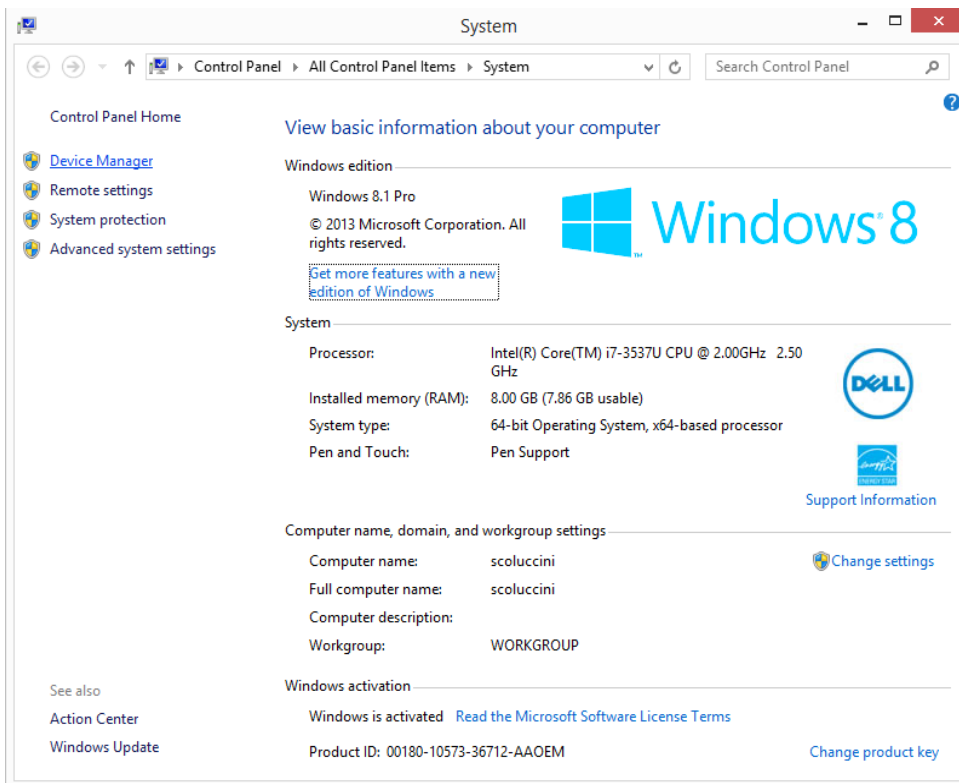 System
Control Panel All Control Panel Items System
Search Control Panel
Control Panel Home
Device Manager
Remote settings
System protection
Advanced system settings
See also
Action Center
Windows Update
?
View basic information about your computer
Windows edition
Windows 8.1 Pro
© 2013 Microsoft Corporation. All
rights reserved.
Get more features with a new
edition of Windows
Windows 8
TM
System
Processor: Intel(R) Core(TM) i7-3537U CPU @ 2.00GHz 2.50
GHz
Installed memory (RAM): 8.00 GB (7.86 GB usable)
System type: 64-bit Operating System, x64-based processor
Pen and Touch: Pen Support
DELL
energy
ENERGY STAR
Support Information
Computer name, domain, and workgroup settings
Computer name: scoluccini
Change settings
Full computer name: scoluccini
Computer description:
Workgroup: WORKGROUP
Windows activation
Windows is activated Read the Microsoft Software License Terms
Product ID: 00180-10573-36712-AAOEM
Change product key